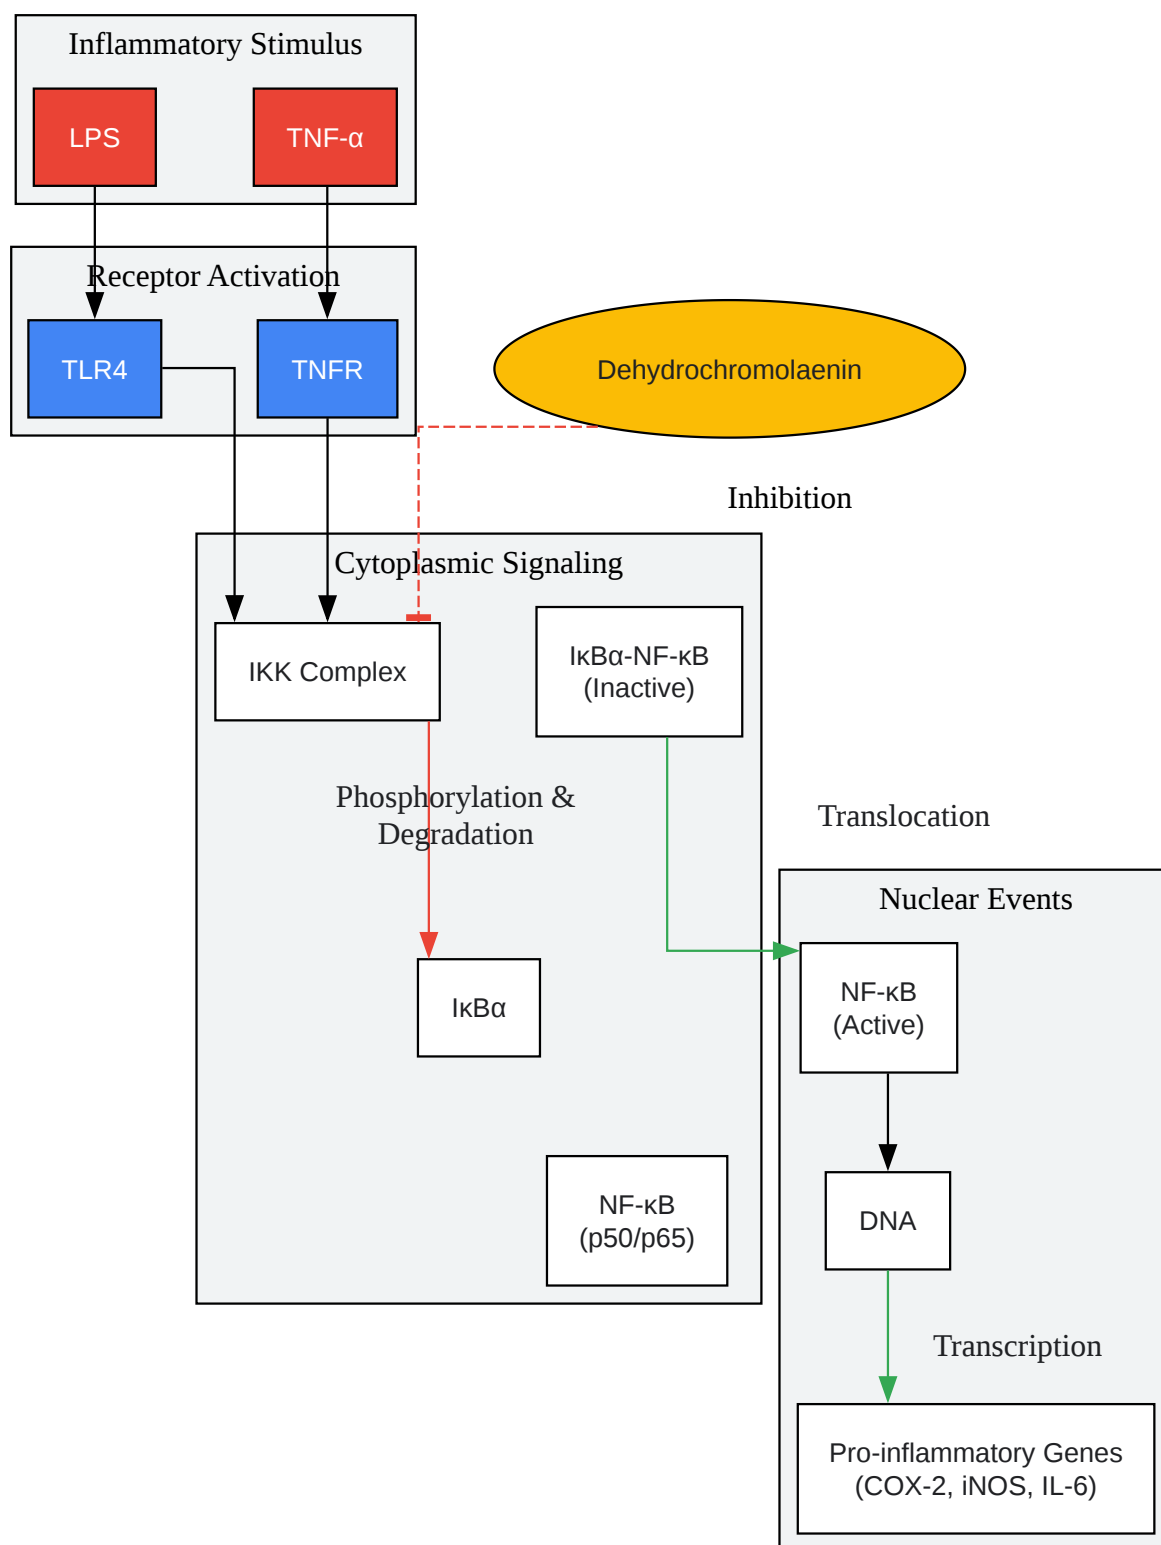 Inflammatory Stimulus
LPS
TNF-α
Receptor Activation
TLR4
TNFR
Dehydrochromolaenin
Inhibition
Cytoplasmic Signaling
IKK Complex
IκBα-NF-κB
(Inactive)
Phosphorylation &
Degradation
Translocation
Nuclear Events
IκBα
NF-κB
(Active)
NF-κB
(p50/p65)
DNA
Transcription
Pro-inflammatory Genes
(COX-2, iNOS, IL-6)